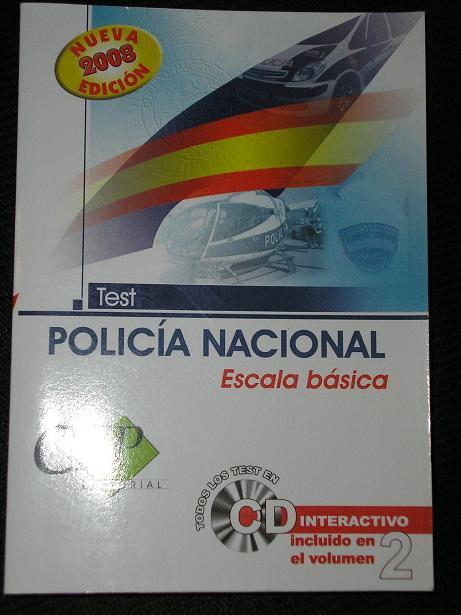 NUEVA
2008
EDICIÓN
POLICÍA
Test
POLICÍA NACIONAL
Escala básica
TODOS LOS TEST EN
CD INTERACTIVO
incluido en
el volumen 2